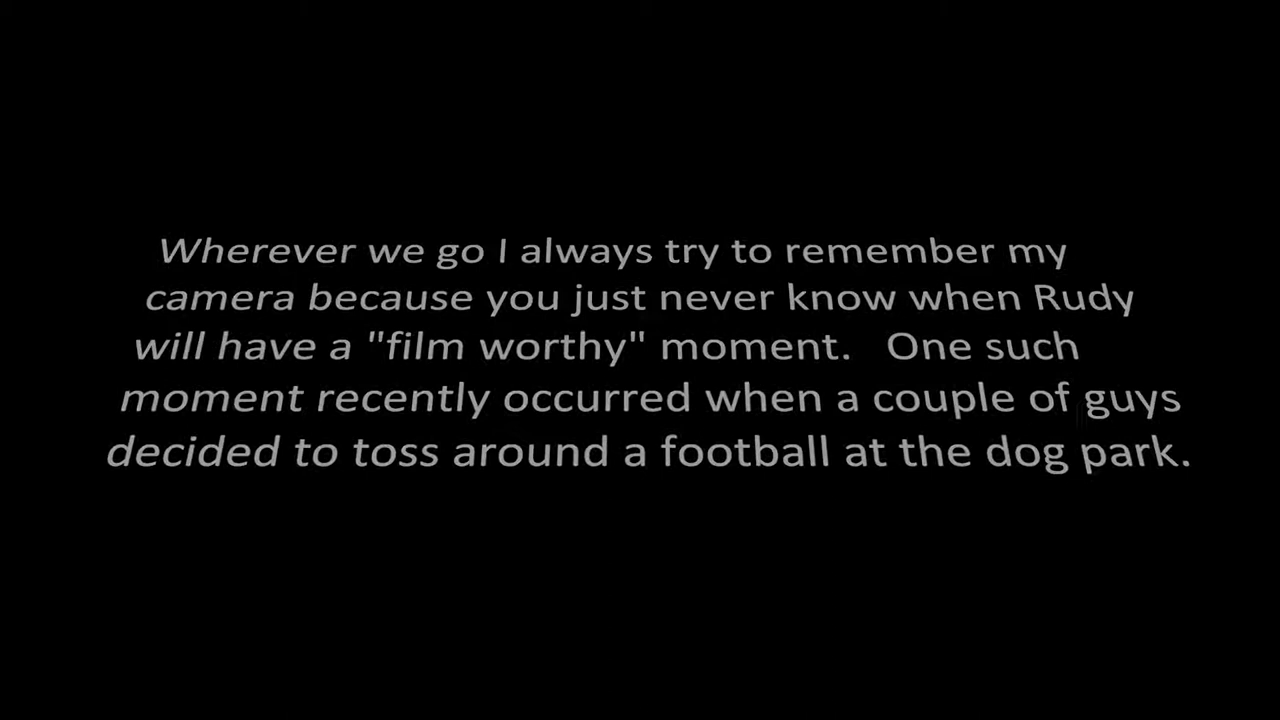 Wherever we go I always try to remember my
camera because you just never know when Rudy
will have a "film worthy" moment.   One such
moment recently occurred when a couple of guys
decided to toss around a football at the dog park.